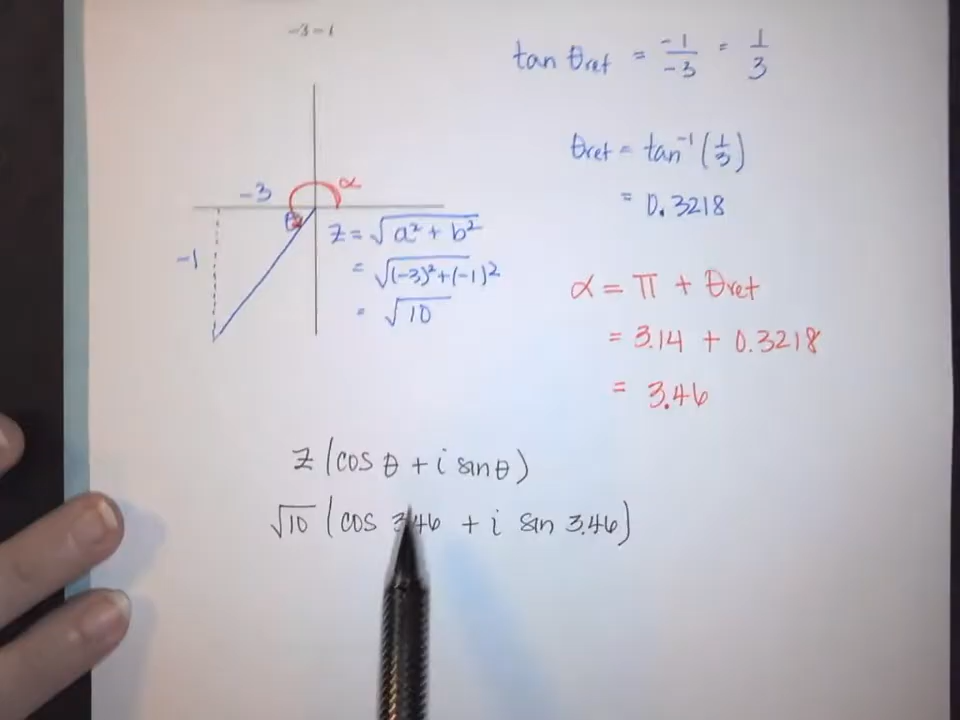 −3 − i
tan θref = -1/-3 = 1/3
θref = tan⁻¹(1/3)
= 0.3218
-3
α
-1
z = √(a² + b²)
= √((-3)² + (-1)²)
= √10
α = π + θref
= 3.14 + 0.3218
= 3.46
z (cos θ + i sin θ)
√10 (cos 3.46 + i sin 3.46)